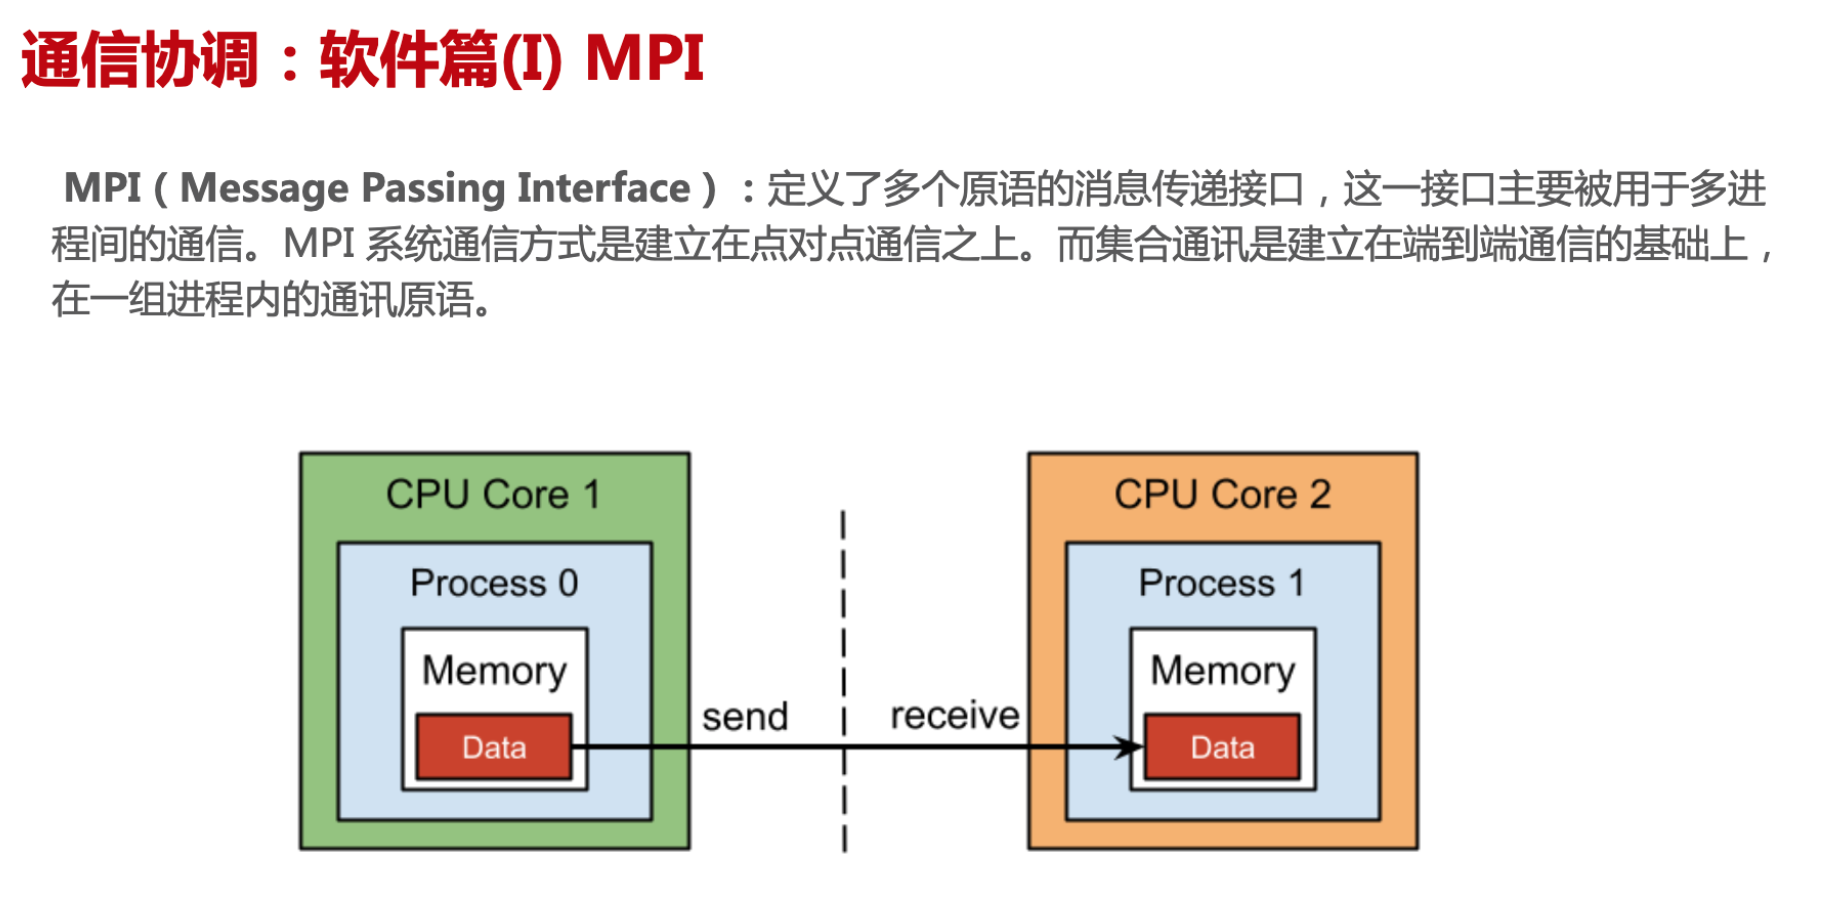 通信协调：软件篇(I) MPI
MPI（Message Passing Interface）：定义了多个原语的消息传递接口，这一接口主要被用于多进
程间的通信。MPI 系统通信方式是建立在点对点通信之上。而集合通讯是建立在端到端通信的基础上，
在一组进程内的通讯原语。
CPU Core 1
Process 0
Memory
Data
send
receive
CPU Core 2
Process 1
Memory
Data